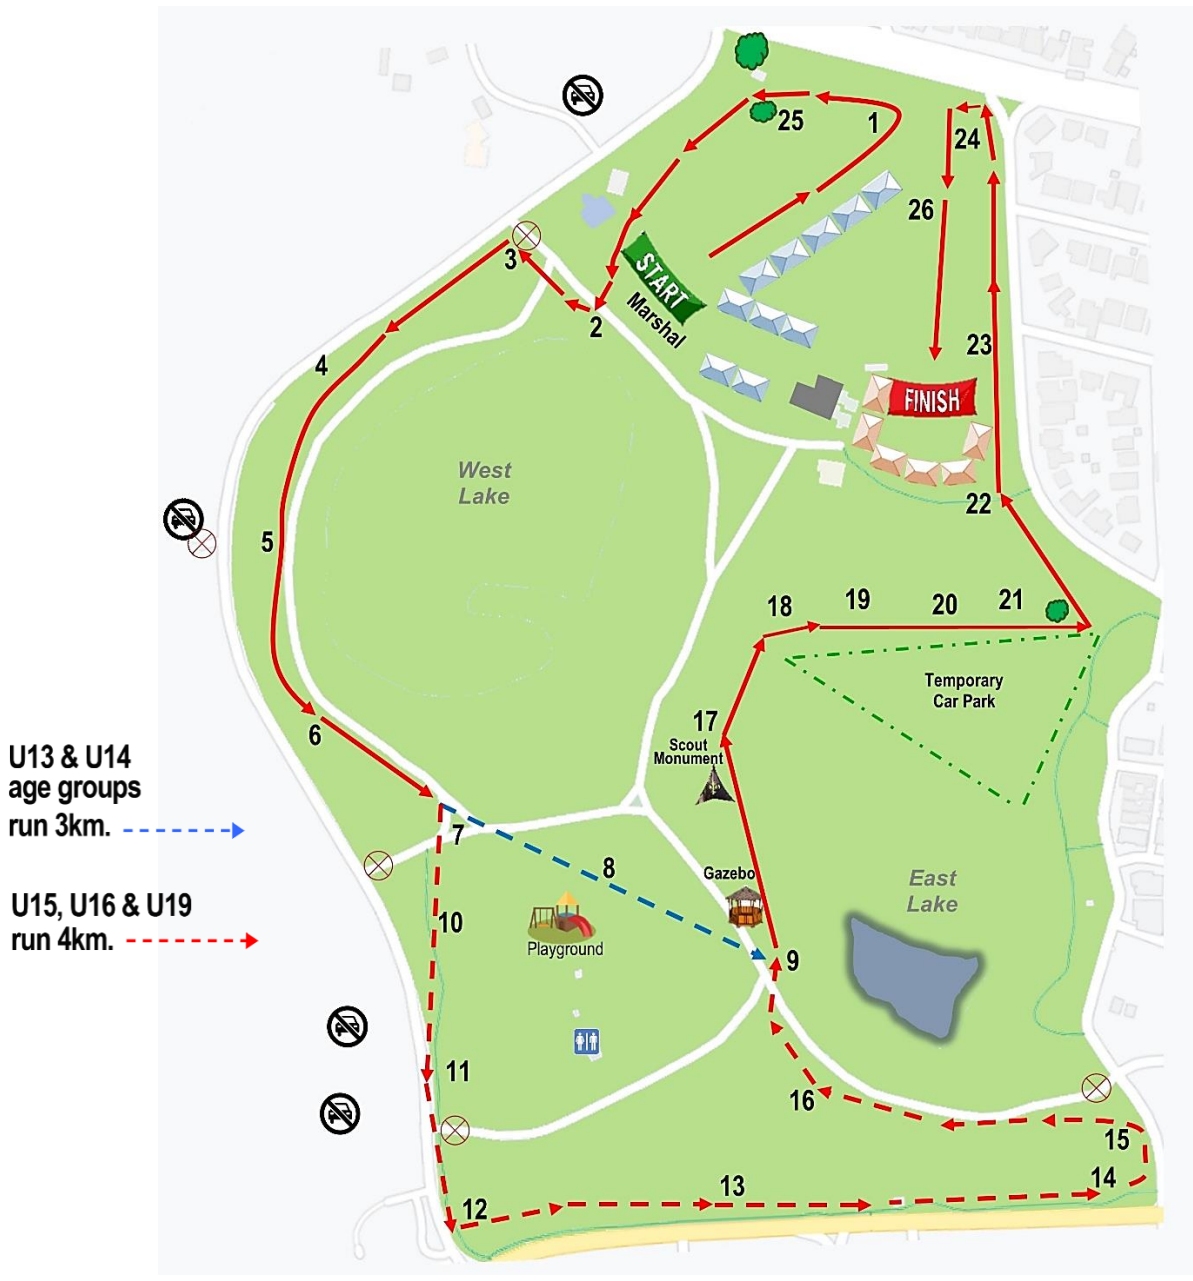 25
1
24
26
3
2
START
Marshal
23
4
FINISH
West
Lake
22
5
18
19
20
21
Temporary
Car Park
17
6
Scout
Monument
U13 & U14
age groups
run 3km.
7
8
Gazebo
East
Lake
U15, U16 & U19
run 4km.
10
Playground
9
11
16
15
14
13
12